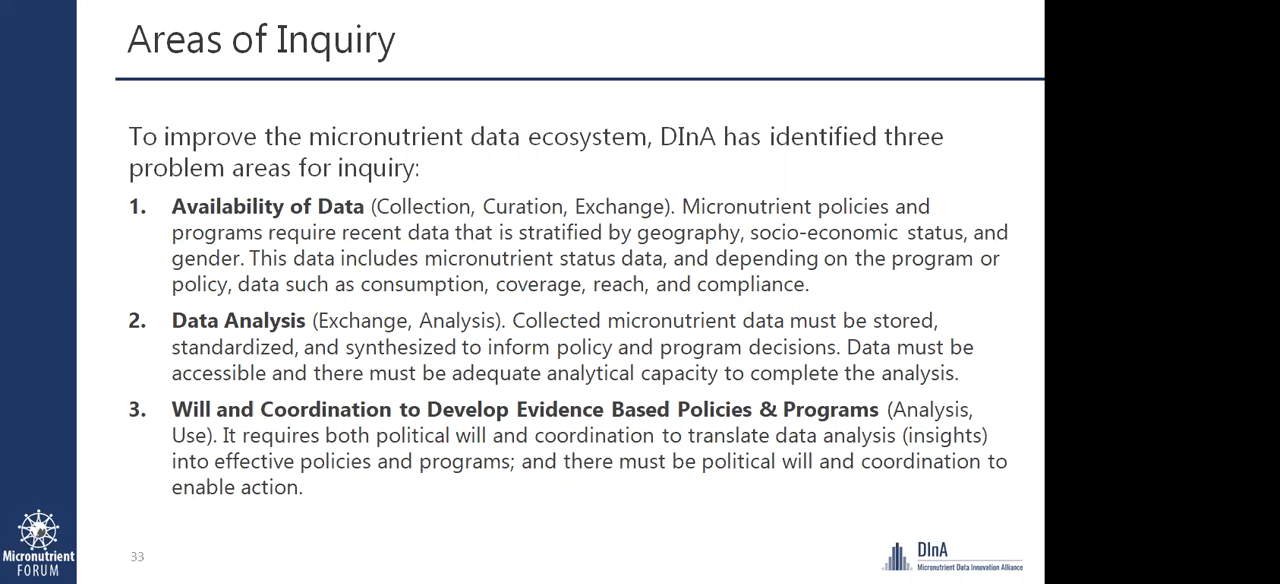 Areas of Inquiry
To improve the micronutrient data ecosystem, DInA has identified three
problem areas for inquiry:
1. Availability of Data (Collection, Curation, Exchange). Micronutrient policies and
programs require recent data that is stratified by geography, socio-economic status, and
gender. This data includes micronutrient status data, and depending on the program or
policy, data such as consumption, coverage, reach, and compliance.
2. Data Analysis (Exchange, Analysis). Collected micronutrient data must be stored,
standardized, and synthesized to inform policy and program decisions. Data must be
accessible and there must be adequate analytical capacity to complete the analysis.
3. Will and Coordination to Develop Evidence Based Policies & Programs (Analysis,
Use). It requires both political will and coordination to translate data analysis (insights)
into effective policies and programs; and there must be political will and coordination to
enable action.
Micronutrient
FORUM
33
DInA
Micronutrient Data Innovation Alliance